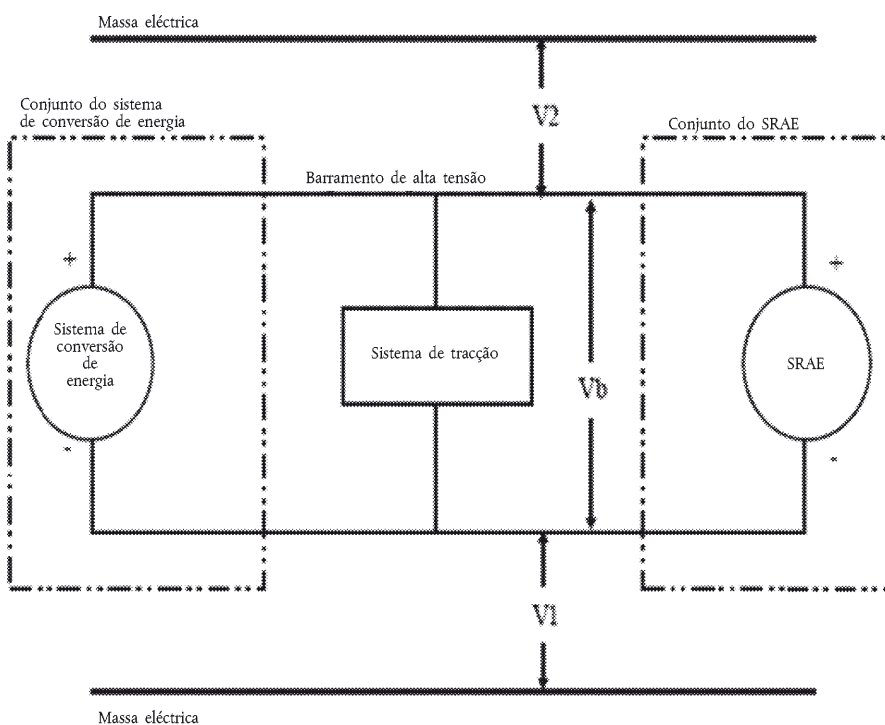 Massa eléctrica
Conjunto do sistema
de conversão de energia
V2
Conjunto do SRAE
Barramento de alta tensão
+
+
Sistema de
conversão
de
energia
Sistema de tracção
SRAE
Vb
-
-
V1
Massa eléctrica